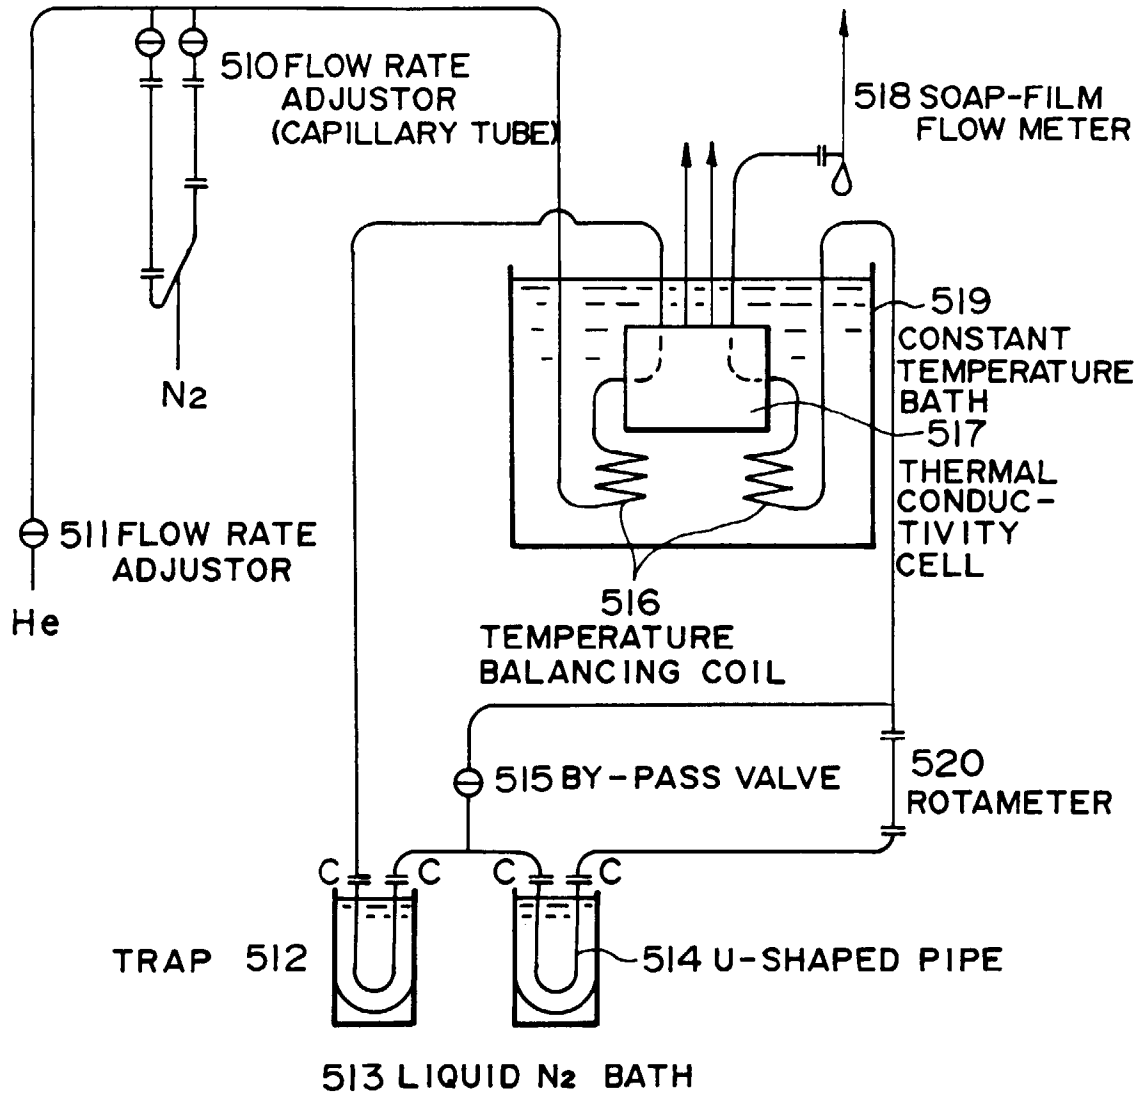 510 FLOW RATE
ADJUSTOR
(CAPILLARY TUBE)
518 SOAP-FILM
FLOW METER
N2
519
CONSTANT
TEMPERATURE
BATH
517
THERMAL
CONDUC-
TIVITY
CELL
511 FLOW RATE
ADJUSTOR
He
516
TEMPERATURE
BALANCING COIL
515 BY-PASS VALVE
520
ROTAMETER
C C C C
TRAP 512
514 U-SHAPED PIPE
513 LIQUID N2 BATH